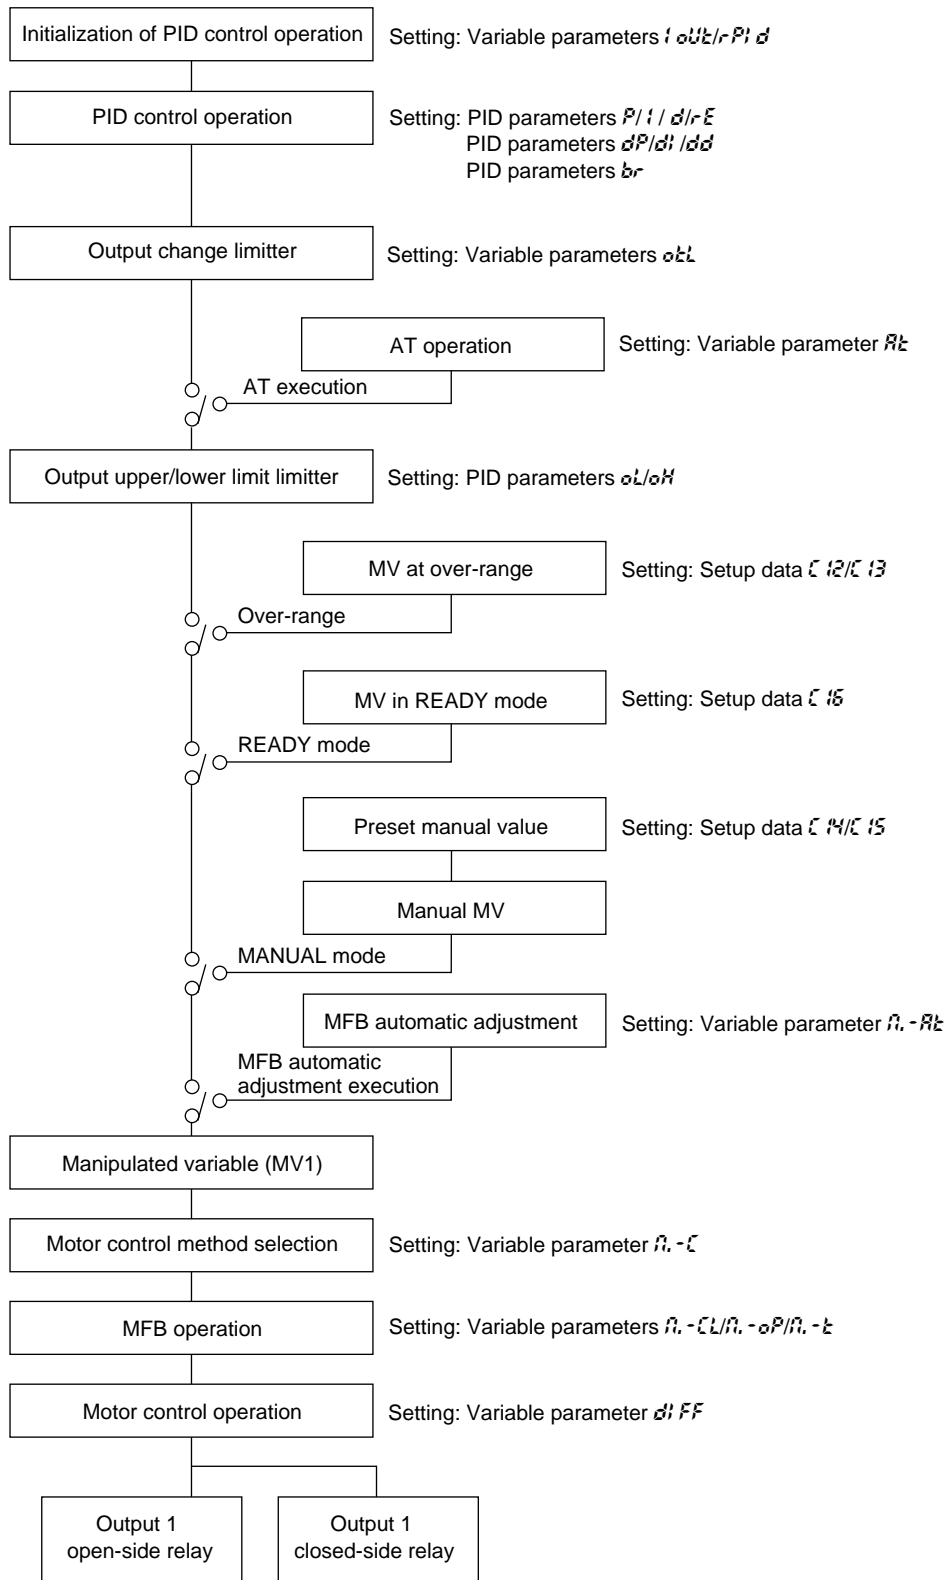 Initialization of PID control operation
Setting: Variable parameters IoUt/rPId
PID control operation
Setting: PID parameters P/I/d/rE
PID parameters dP/dI/dd
PID parameters br
Output change limitter
Setting: Variable parameters otL
AT operation
Setting: Variable parameter At
AT execution
Output upper/lower limit limitter
Setting: PID parameters oL/oH
MV at over-range
Setting: Setup data C12/C13
Over-range
MV in READY mode
Setting: Setup data C16
READY mode
Preset manual value
Setting: Setup data C14/C15
Manual MV
MANUAL mode
MFB automatic adjustment
Setting: Variable parameter M.-At
MFB automatic
adjustment execution
Manipulated variable (MV1)
Motor control method selection
Setting: Variable parameter M.-C
MFB operation
Setting: Variable parameters M.-CL/M.-oP/M.-t
Motor control operation
Setting: Variable parameter dIFF
Output 1
open-side relay
Output 1
closed-side relay